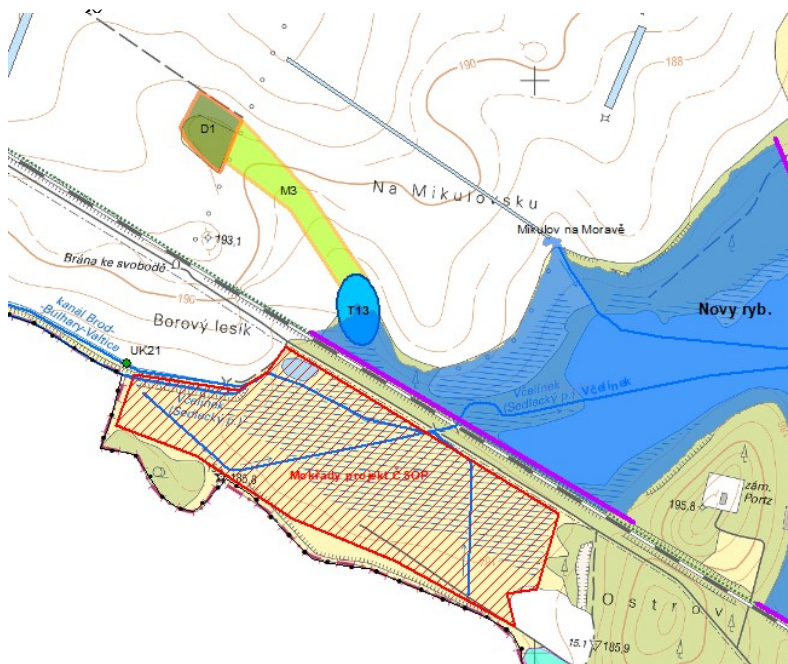 190
188
D1
M3
Na Mikulovsku
193,1
Mikulov na Moravě
Brána ke svobodě
190
T13
Novy ryb.
kanál Brod-
-Bulhary-Valtice
Borový lesík
UK21
Včelínek
(Sedlecký p.)
Včelínek
(Sedlecký p.) Včelínek
Mokřady projekt ČSOP
185,8
zám.
Portz
195,8
Ostrov
15.1
185,9